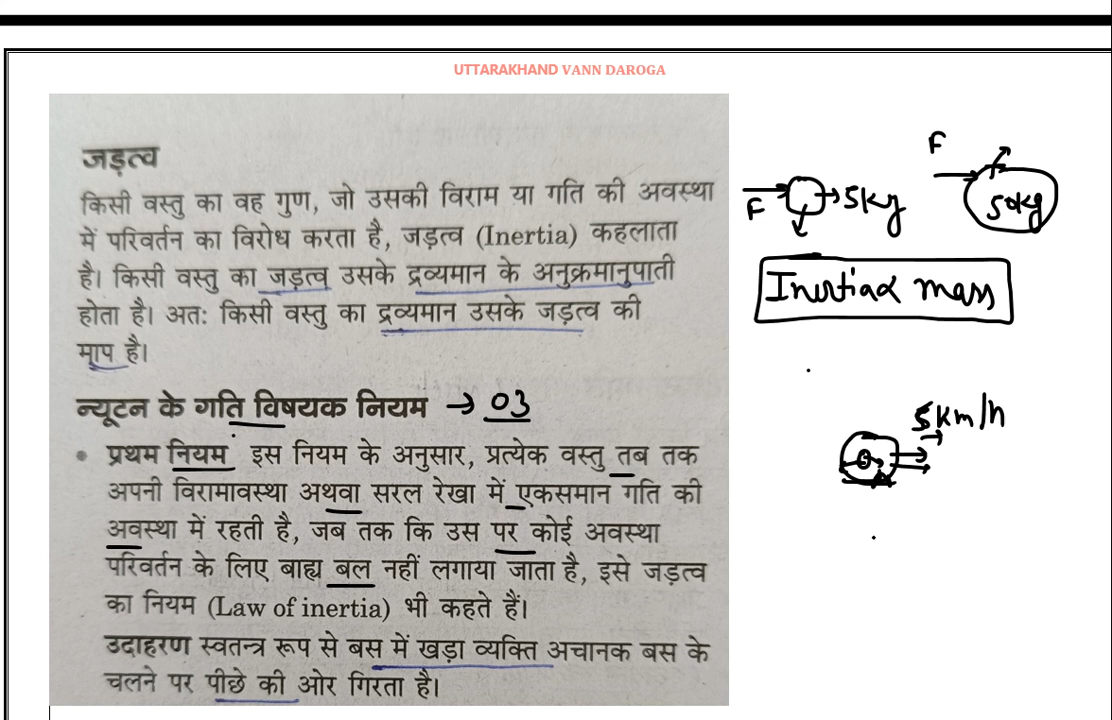 UTTARAKHAND VANN DAROGA
जड़त्व
किसी वस्तु का वह गुण, जो उसकी विराम या गति की अवस्था
में परिवर्तन का विरोध करता है, जड़त्व (Inertia) कहलाता
है। किसी वस्तु का जड़त्व उसके द्रव्यमान के अनुक्रमानुपाती
होता है। अतः किसी वस्तु का द्रव्यमान उसके जड़त्व की
माप है।
न्यूटन के गति विषयक नियम → 03
• प्रथम नियम इस नियम के अनुसार, प्रत्येक वस्तु तब तक
अपनी विरामावस्था अथवा सरल रेखा में एकसमान गति की
अवस्था में रहती है, जब तक कि उस पर कोई अवस्था
परिवर्तन के लिए बाह्य बल नहीं लगाया जाता है, इसे जड़त्व
का नियम (Law of inertia) भी कहते हैं।
उदाहरण स्वतन्त्र रूप से बस में खड़ा व्यक्ति अचानक बस के
चलने पर पीछे की ओर गिरता है।
F
5kg
F
50kg
Inertial mass
5km/h